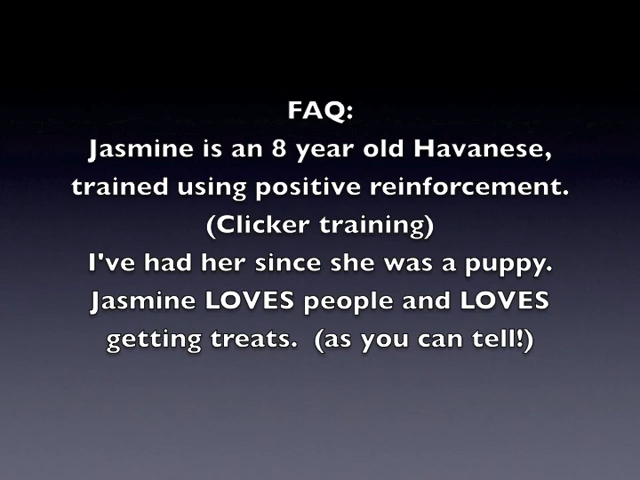 FAQ:
Jasmine is an 8 year old Havanese,
trained using positive reinforcement.
(Clicker training)
I've had her since she was a puppy.
Jasmine LOVES people and LOVES
getting treats.  (as you can tell!)